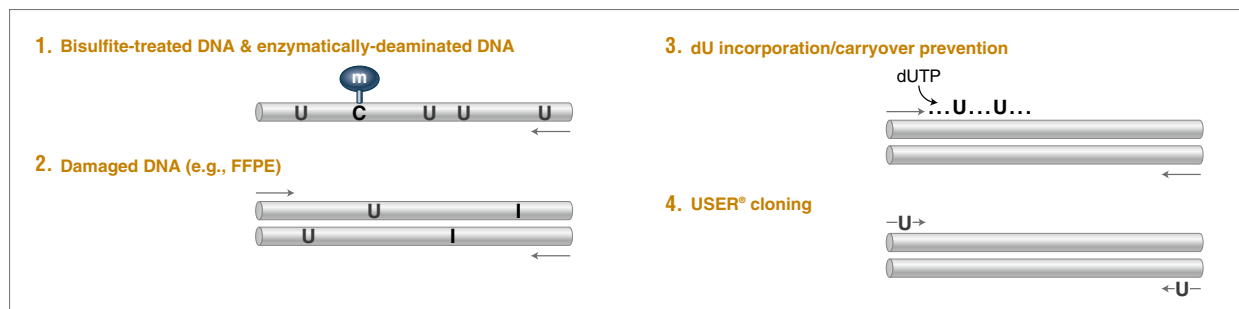 1. Bisulfite-treated DNA & enzymatically-deaminated DNA
m
U C U U U
2. Damaged DNA (e.g., FFPE)
U I
U I
3. dU incorporation/carryover prevention
dUTP
...U...U...
4. USER® cloning
U
U